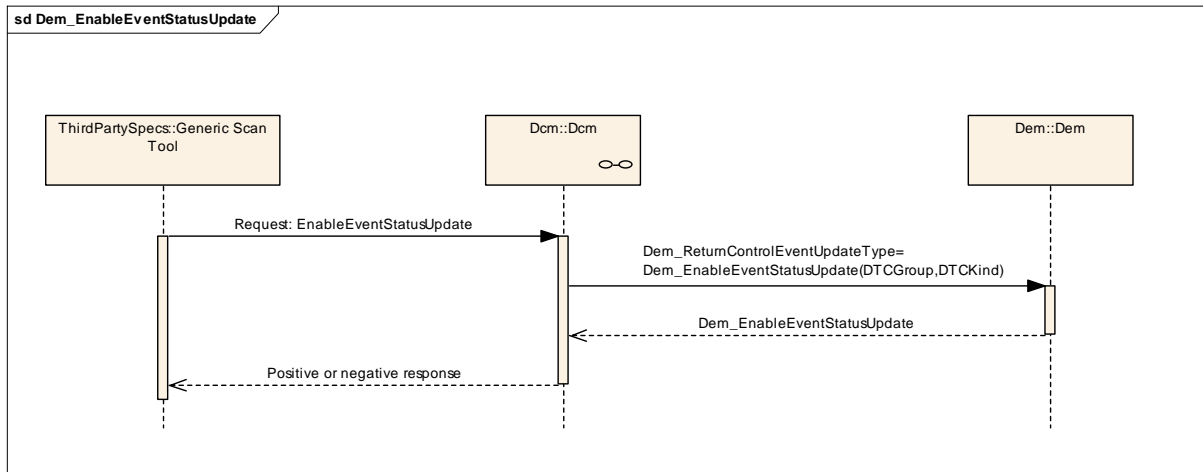 sd Dem_EnableEventStatusUpdate
ThirdPartySpecs::Generic Scan
Tool
Dcm::Dcm
Dem::Dem
Request: EnableEventStatusUpdate
Dem_ReturnControlEventUpdateType=
Dem_EnableEventStatusUpdate(DTCGroup,DTCKind)
Dem_EnableEventStatusUpdate
Positive or negative response